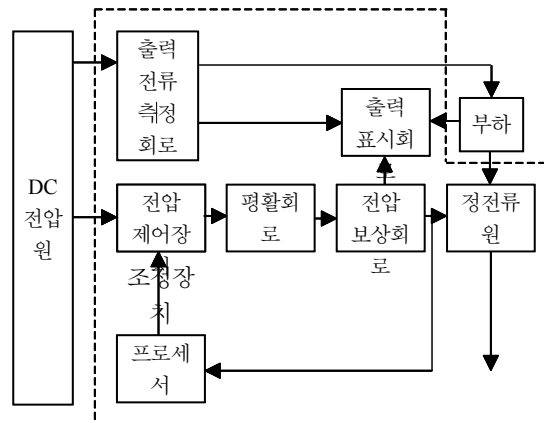 출력
전류
측정
회로
출력
표시회
로
부하
DC
전압
원
전압
제어장
치
조정장
치
평활회
로
전압
보상회
로
정전류
원
프로세
서